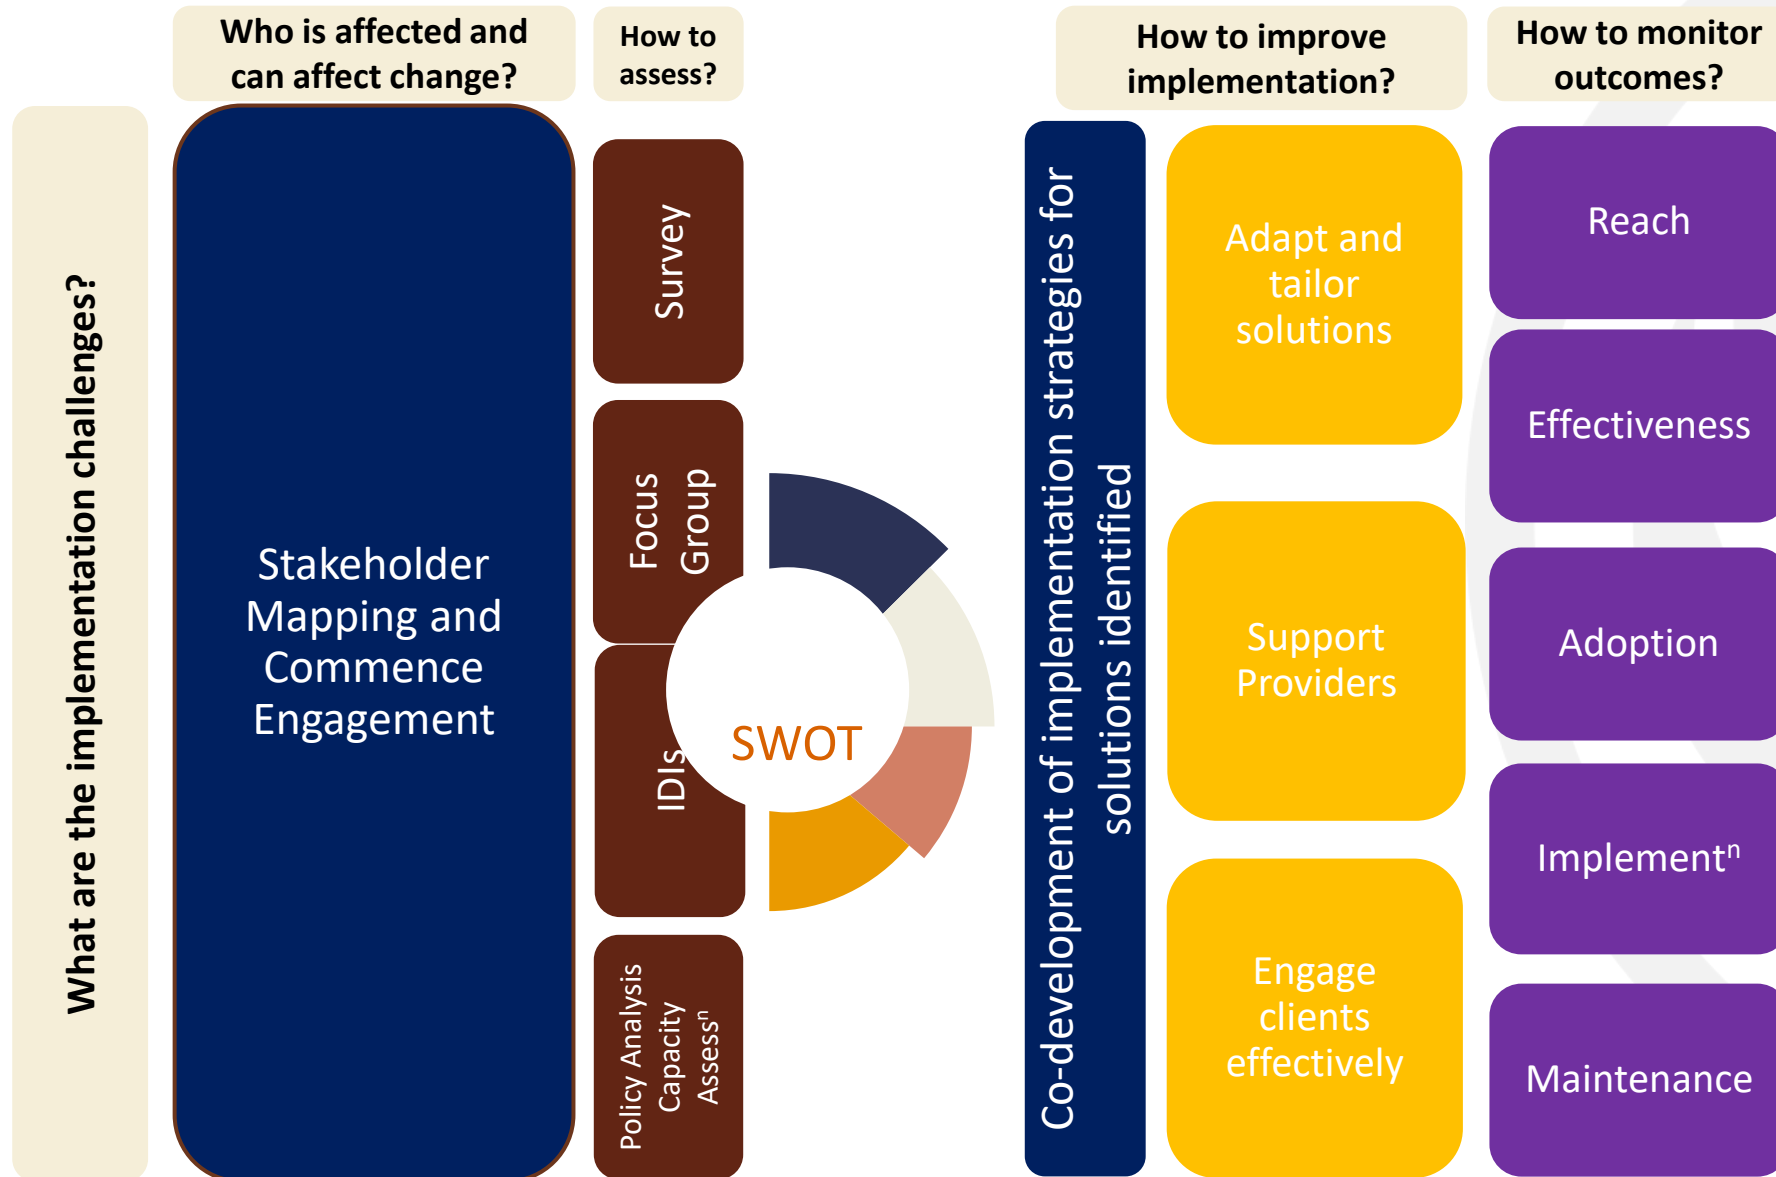 Who is affected and
can affect change?
How to
assess?
How to improve
implementation?
How to monitor
outcomes?
What are the implementation challenges?
Stakeholder
Mapping and
Commence
Engagement
Survey
Focus
Group
IDIs
Policy Analysis
Capacity
Assessⁿ
SWOT
Co-development of implementation strategies for
solutions identified
Adapt and
tailor
solutions
Support
Providers
Engage
clients
effectively
Reach
Effectiveness
Adoption
Implementⁿ
Maintenance